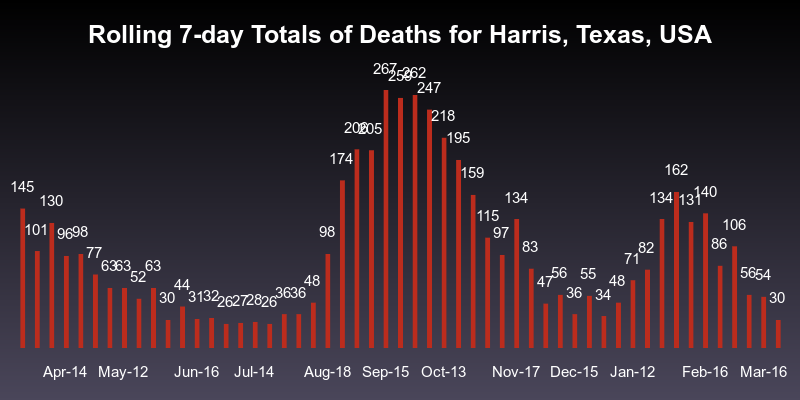 Rolling 7-day Totals of Deaths for Harris, Texas, USA
145 101 130 96 98 77 63 63 52 63 30 44 31 32 26 27 28 26 36 36 48 98 174 206 205 267 259 262 247 218 195 159 115 97 134 83 47 56 36 55 34 48 71 82 134 162 131 140 86 106 56 54 30
Apr-14 May-12 Jun-16 Jul-14 Aug-18 Sep-15 Oct-13 Nov-17 Dec-15 Jan-12 Feb-16 Mar-16